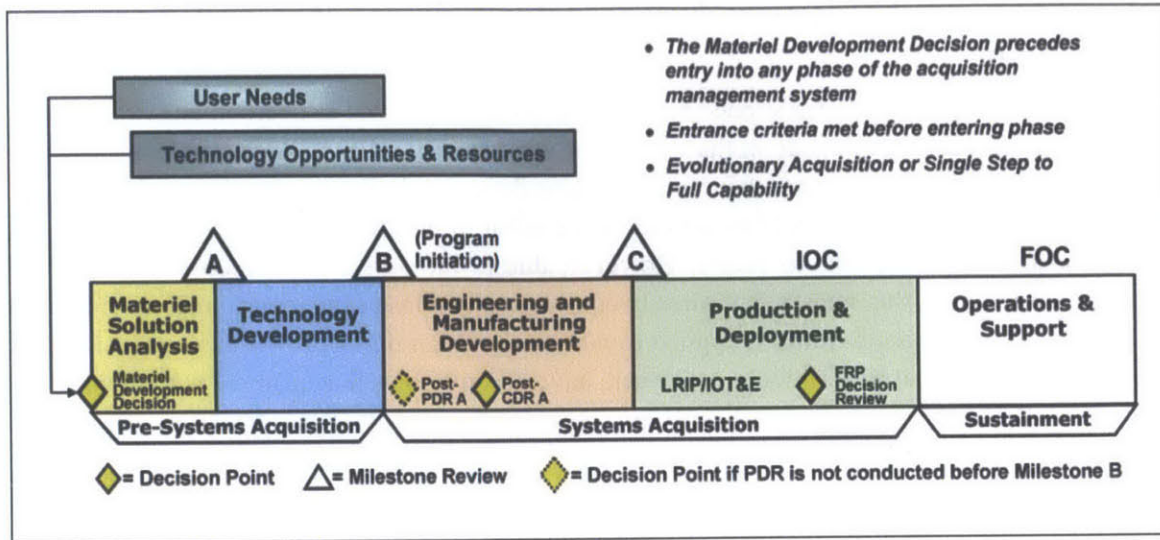 • The Materiel Development Decision precedes
entry into any phase of the acquisition
management system
• Entrance criteria met before entering phase
• Evolutionary Acquisition or Single Step to
Full Capability
User Needs
Technology Opportunities & Resources
A
B
(Program
Initiation)
C
IOC
FOC
Materiel
Solution
Analysis
Materiel
Development
Decision
Technology
Development
Engineering and
Manufacturing
Development
Post-
PDR A
Post-
CDR A
Production &
Deployment
LRIP/IOT&E
FRP
Decision
Review
Operations &
Support
Pre-Systems Acquisition
Systems Acquisition
Sustainment
= Decision Point
= Milestone Review
= Decision Point if PDR is not conducted before Milestone B